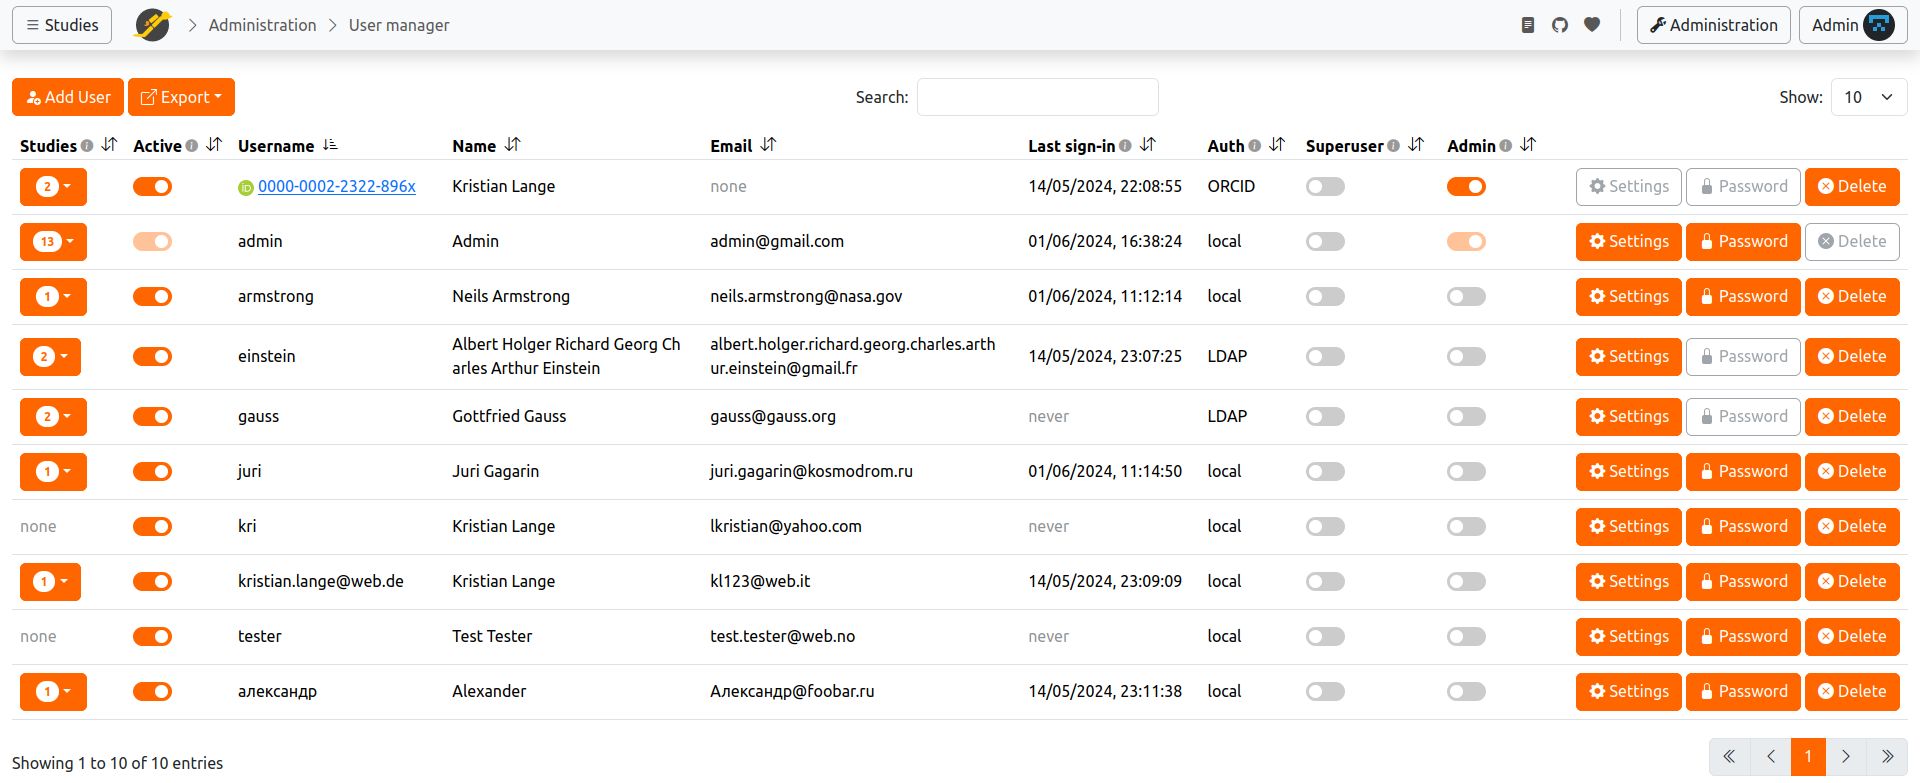 Studies Administration User manager Administration Admin
Add User Export Search: Show: 10
Studies Active Username Name Email Last sign-in Auth Superuser Admin
2 iD 0000-0002-2322-896x Kristian Lange none 14/05/2024, 22:08:55 ORCID Settings Password Delete
13 admin Admin admin@gmail.com 01/06/2024, 16:38:24 local Settings Password Delete
1 armstrong Neils Armstrong neils.armstrong@nasa.gov 01/06/2024, 11:12:14 local Settings Password Delete
2 einstein Albert Holger Richard Georg Ch albert.holger.richard.georg.charles.arth 14/05/2024, 23:07:25 LDAP Settings Password Delete
arles Arthur Einstein ur.einstein@gmail.fr
2 gauss Gottfried Gauss gauss@gauss.org never LDAP Settings Password Delete
1 juri Juri Gagarin juri.gagarin@kosmodrom.ru 01/06/2024, 11:14:50 local Settings Password Delete
none kri Kristian Lange lkristian@yahoo.com never local Settings Password Delete
1 kristian.lange@web.de Kristian Lange kl123@web.it 14/05/2024, 23:09:09 local Settings Password Delete
none tester Test Tester test.tester@web.no never local Settings Password Delete
1 александр Alexander Александр@foobar.ru 14/05/2024, 23:11:38 local Settings Password Delete
Showing 1 to 10 of 10 entries « ‹ 1 › »